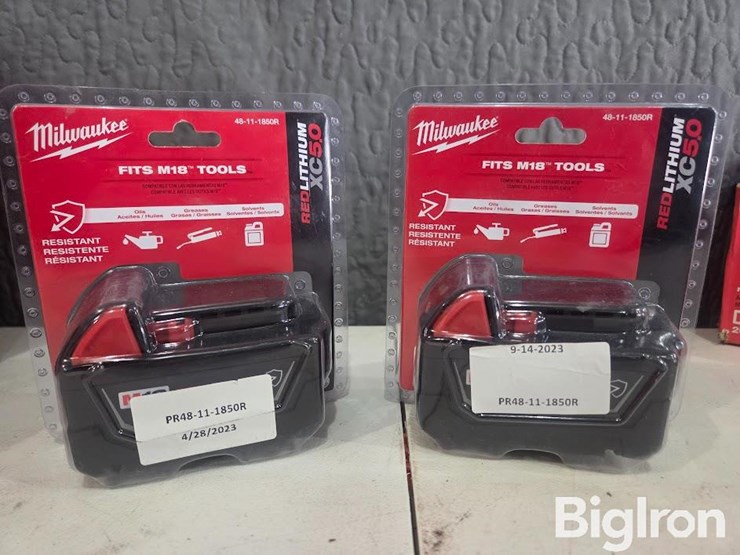 Milwaukee
48-11-1850R
FITS M18™ TOOLS
REDLITHIUM™
XC5.0
Oils
Aceites / Huiles
Greases
Grasas / Graisses
Solvents
Solventes / Solvants
RESISTANT
RESISTENTE
RÉSISTANT
PR48-11-1850R
4/28/2023
Milwaukee
48-11-1850R
FITS M18™ TOOLS
REDLITHIUM™
XC5.0
Oils
Aceites / Huiles
Greases
Grasas / Graisses
Solvents
Solventes / Solvants
RESISTANT
RESISTENTE
RÉSISTANT
9-14-2023
PR48-11-1850R
BigIron